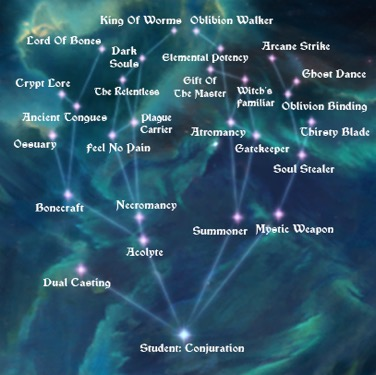 King Of Worms
Oblivion Walker
Lord Of Bones
Dark
Souls
Elemental Potency
Arcane Strike
Crypt Lore
The Relentless
Gift Of
The Master
Witch's
Familiar
Ghost Dance
Oblivion Binding
Ancient Tongues
Plague
Carrier
Atromancy
Thirsty Blade
Ossuary
Feel No Pain
Gatekeeper
Soul Stealer
Bonecraft
Necromancy
Summoner
Mystic Weapon
Acolyte
Dual Casting
Student: Conjuration